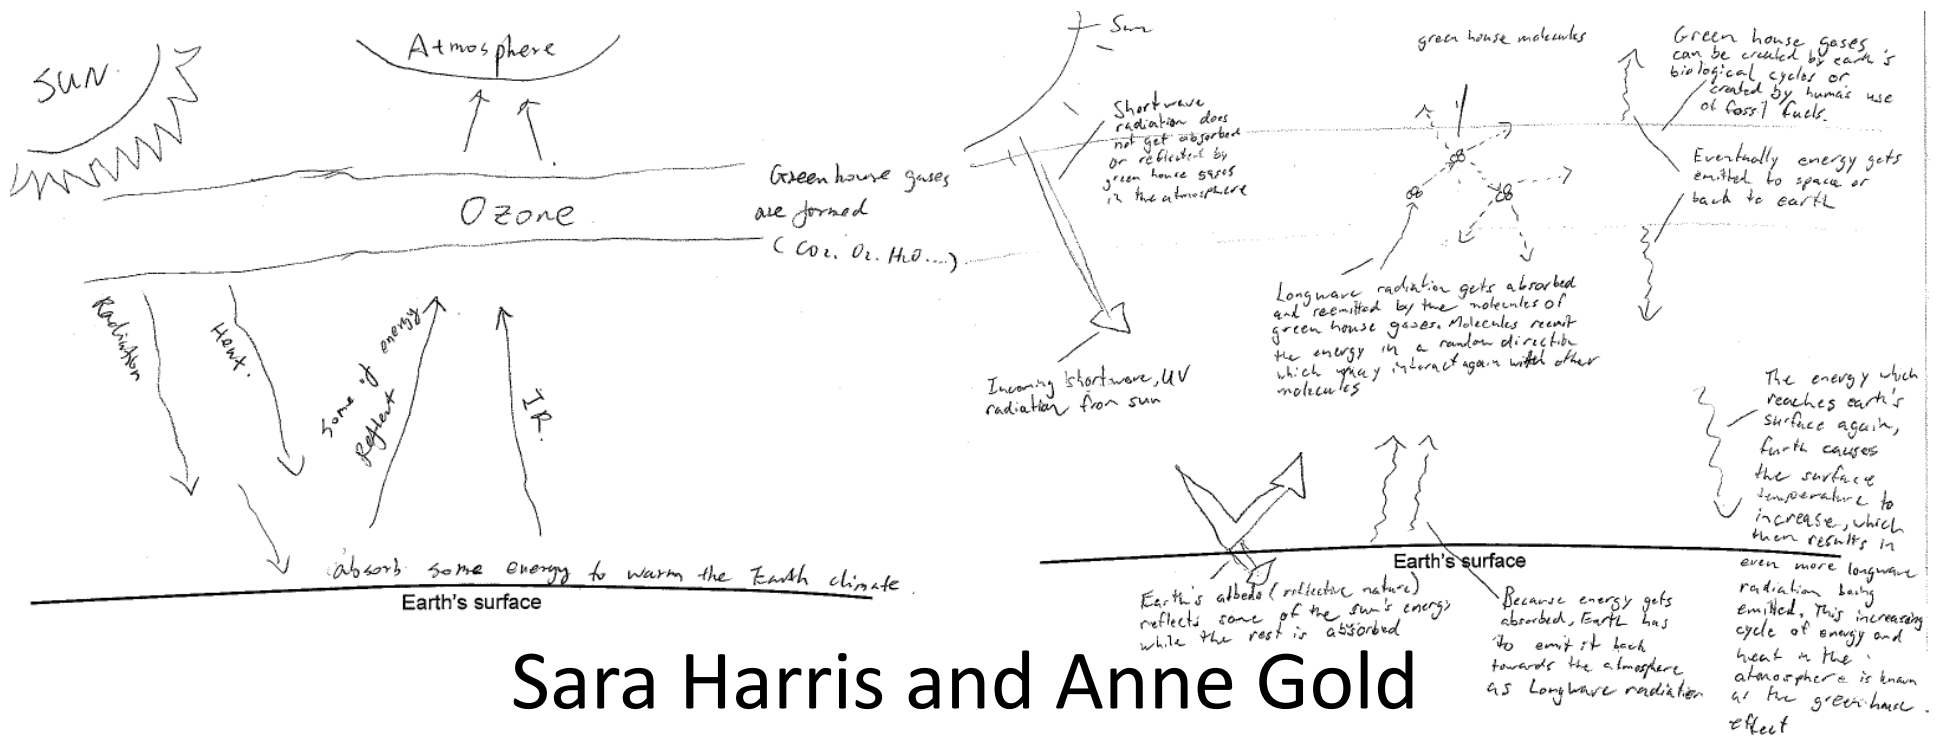 SUN.
Atmosphere
Ozone
Greenhouse gases
are formed
(CO2. O2. H2O....)
Radiation
Heat.
Some of energy
Reflect
IR.
absorb some energy to warm the Earth climate.
Earth's surface
Sun
Shortwave
radiation does
not get absorbed
or reflected by
green house gases
in the atmosphere
green house molecules
Green house gases
can be created by earth's
biological cycles or
created by humans use
of fossil fuels.
Eventually energy gets
emitted to space or
back to earth
Incoming shortwave, UV
radiation from sun
Longwave radiation gets absorbed
and reemitted by the molecules of
green house gases. Molecules reemit
the energy in a random direction
which may interact again with other
molecules
The energy which
reaches earth's
surface again,
furth causes
the surface
temperature to
increase, which
then results in
even more longwave
radiation being
emitted. This increasing
cycle of energy and
heat in the
atmosphere is known
as the greenhouse
effect
Earth's surface
Earth's albedo (reflective nature)
reflects some of the sun's energy
while the rest is absorbed
Because energy gets
absorbed, Earth has
to emit it back
towards the atmosphere
as Longwave radiation
Sara Harris and Anne Gold